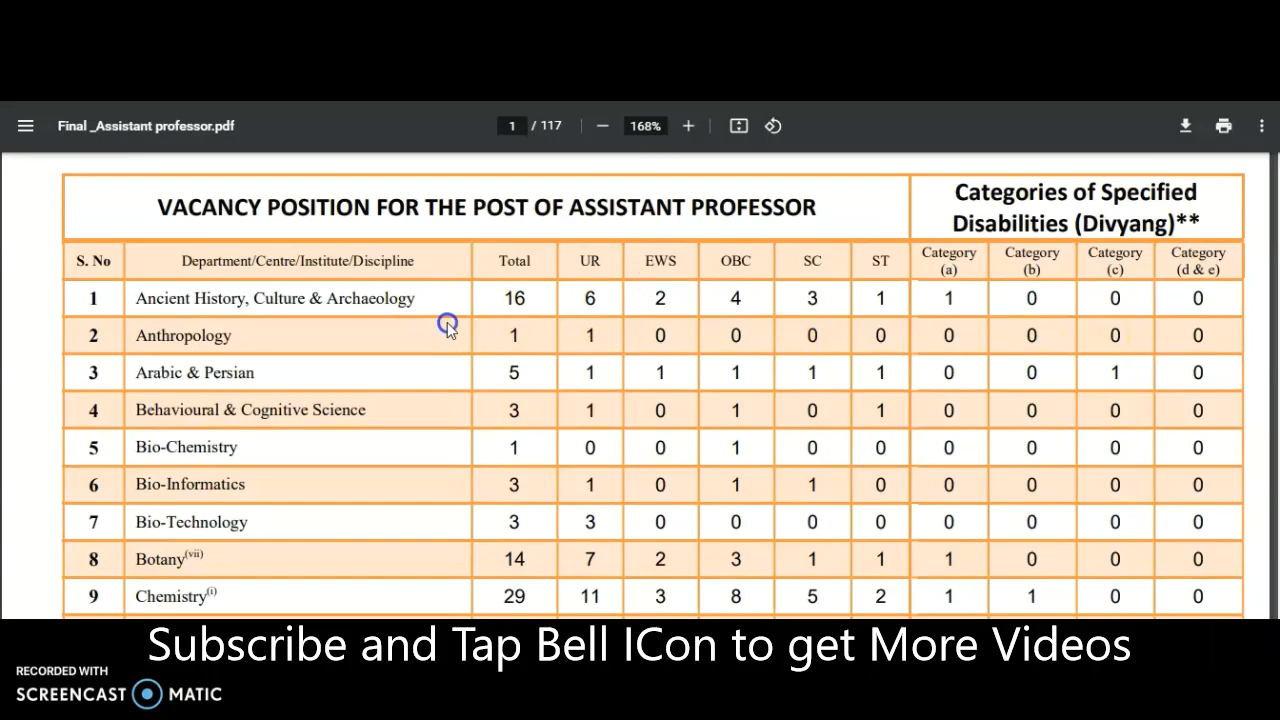 Final _Assistant professor.pdf 1 / 117 168%
VACANCY POSITION FOR THE POST OF ASSISTANT PROFESSOR
Categories of Specified
Disabilities (Divyang)**
S. No Department/Centre/Institute/Discipline Total UR EWS OBC SC ST Category (a) Category (b) Category (c) Category (d & e)
1 Ancient History, Culture & Archaeology 16 6 2 4 3 1 1 0 0 0
2 Anthropology 1 1 0 0 0 0 0 0 0 0
3 Arabic & Persian 5 1 1 1 1 1 0 0 1 0
4 Behavioural & Cognitive Science 3 1 0 1 0 1 0 0 0 0
5 Bio-Chemistry 1 0 0 1 0 0 0 0 0 0
6 Bio-Informatics 3 1 0 1 1 0 0 0 0 0
7 Bio-Technology 3 3 0 0 0 0 0 0 0 0
8 Botany(vii) 14 7 2 3 1 1 1 0 0 0
9 Chemistry(i) 29 11 3 8 5 2 1 1 0 0
Subscribe and Tap Bell ICon to get More Videos
RECORDED WITH
SCREENCAST MATIC